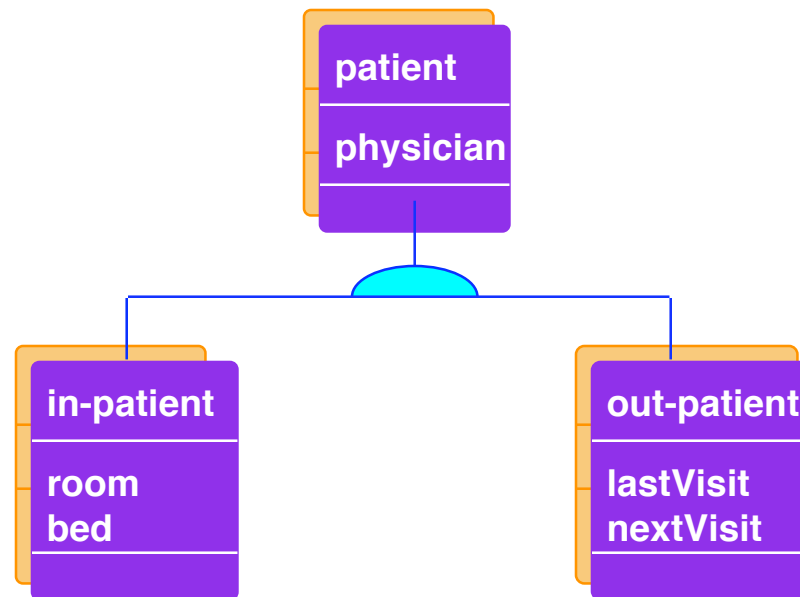 patient
physician
in-patient
room
bed
out-patient
lastVisit
nextVisit